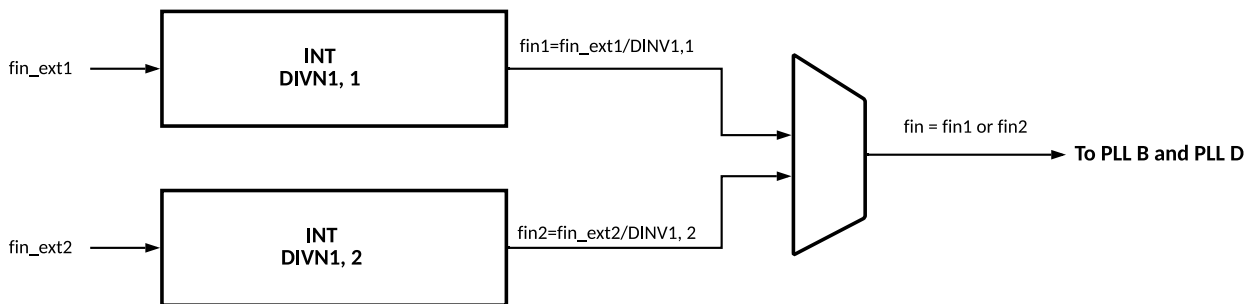 fin_ext1
INT
DIVN1, 1
fin1=fin_ext1/DINV1,1
fin = fin1 or fin2
To PLL B and PLL D
fin_ext2
INT
DIVN1, 2
fin2=fin_ext2/DINV1, 2